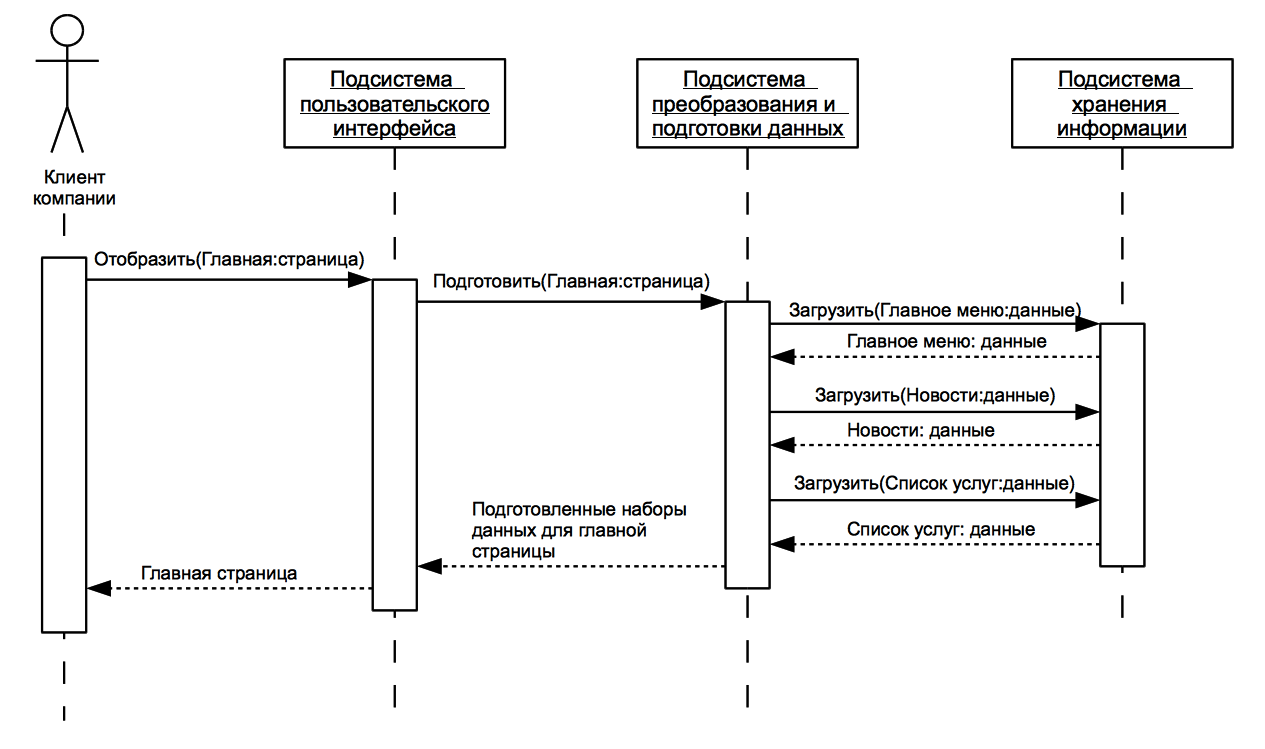 Подсистема
пользовательского
интерфейса
Подсистема
преобразования и
подготовки данных
Подсистема
хранения
информации
Клиент
компании
Отобразить(Главная:страница)
Подготовить(Главная:страница)
Загрузить(Главное меню:данные)
Главное меню: данные
Загрузить(Новости:данные)
Новости: данные
Загрузить(Список услуг:данные)
Список услуг: данные
Подготовленные наборы
данных для главной
страницы
Главная страница